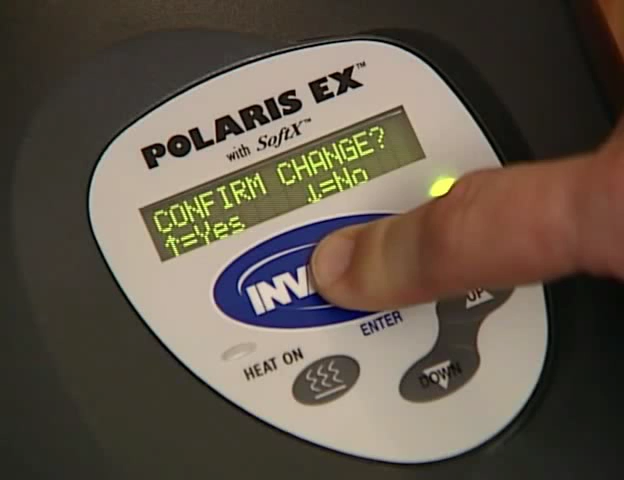 POLARIS EX™
with SoftX™
CONFIRM CHANGE?
↑=Yes ↓=No
ENTER
HEAT ON
UP
DOWN